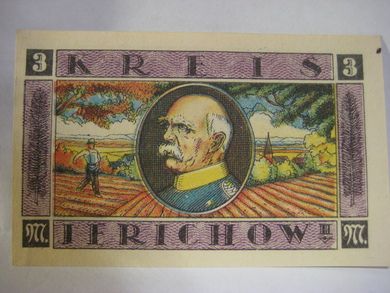 3 KREIS 3
M. JERICHOW II M.